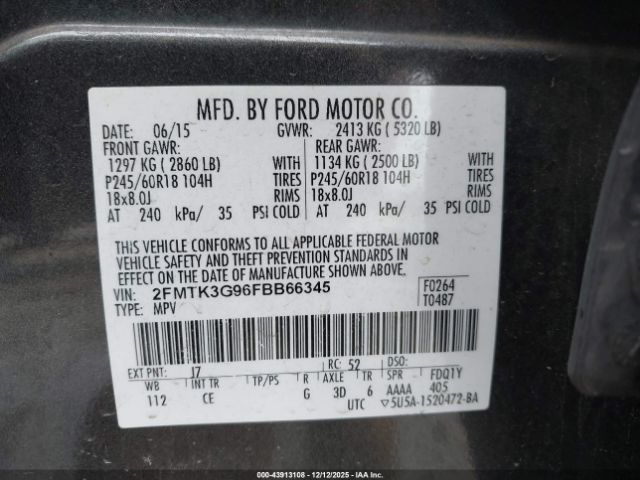 MFD. BY FORD MOTOR CO.
DATE: 06/15 GVWR: 2413 KG ( 5320 LB)
FRONT GAWR: REAR GAWR:
1297 KG ( 2860 LB) WITH 1134 KG ( 2500 LB) WITH
P245/60R18 104H TIRES P245/60R18 104H TIRES
18x8.0J RIMS 18x8.0J RIMS
AT 240 kPa/ 35 PSI COLD AT 240 kPa/ 35 PSI COLD
THIS VEHICLE CONFORMS TO ALL APPLICABLE FEDERAL MOTOR
VEHICLE SAFETY AND THEFT PREVENTION STANDARDS IN
EFFECT ON THE DATE OF MANUFACTURE SHOWN ABOVE.
VIN: 2FMTK3G96FBB66345 F0264
TYPE: MPV T0487
EXT PNT: J7 RC: 52 DSO:
WB INT TR TP/PS R AXLE TR SPR FDQ1Y
112 CE G 3D 6 AAAA 405
UTC ▽5U5A-1520472-BA
000-43913108 - 12/12/2025 - IAA Inc.